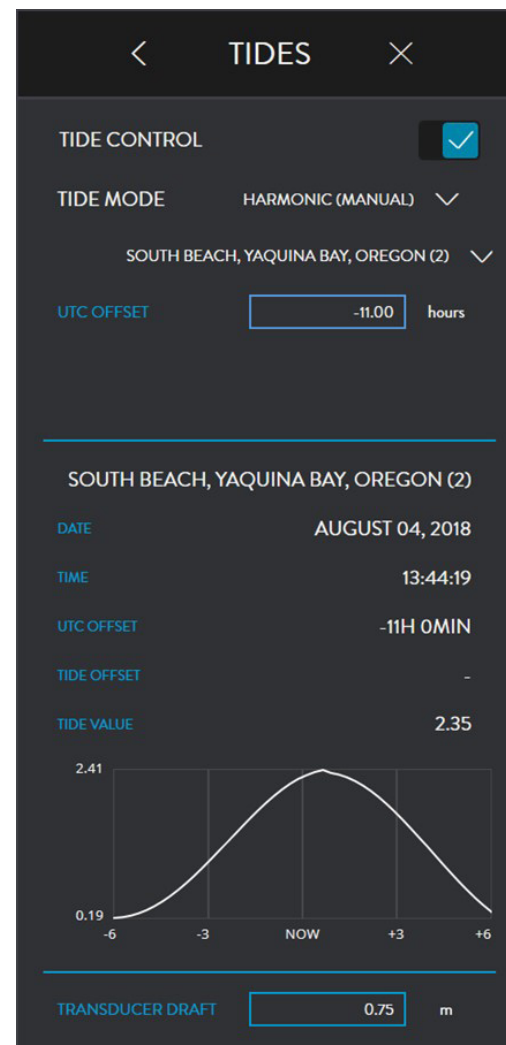 TIDES
TIDE CONTROL
TIDE MODE HARMONIC (MANUAL)
SOUTH BEACH, YAQUINA BAY, OREGON (2)
UTC OFFSET -11.00 hours
SOUTH BEACH, YAQUINA BAY, OREGON (2)
DATE AUGUST 04, 2018
TIME 13:44:19
UTC OFFSET -11H 0MIN
TIDE OFFSET -
TIDE VALUE 2.35
2.41
0.19
-6 -3 NOW +3 +6
TRANSDUCER DRAFT 0.75 m